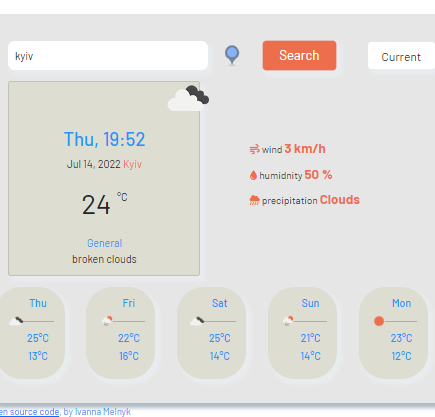 kyiv
Search
Current
Thu, 19:52
Jul 14, 2022 Kyiv
24 °C
General
broken clouds
wind 3 km/h
humidnity 50 %
precipitation Clouds
Thu Fri Sat Sun Mon
25°C 22°C 25°C 21°C 23°C
13°C 16°C 14°C 14°C 12°C
en source code, by Ivanna Melnyk